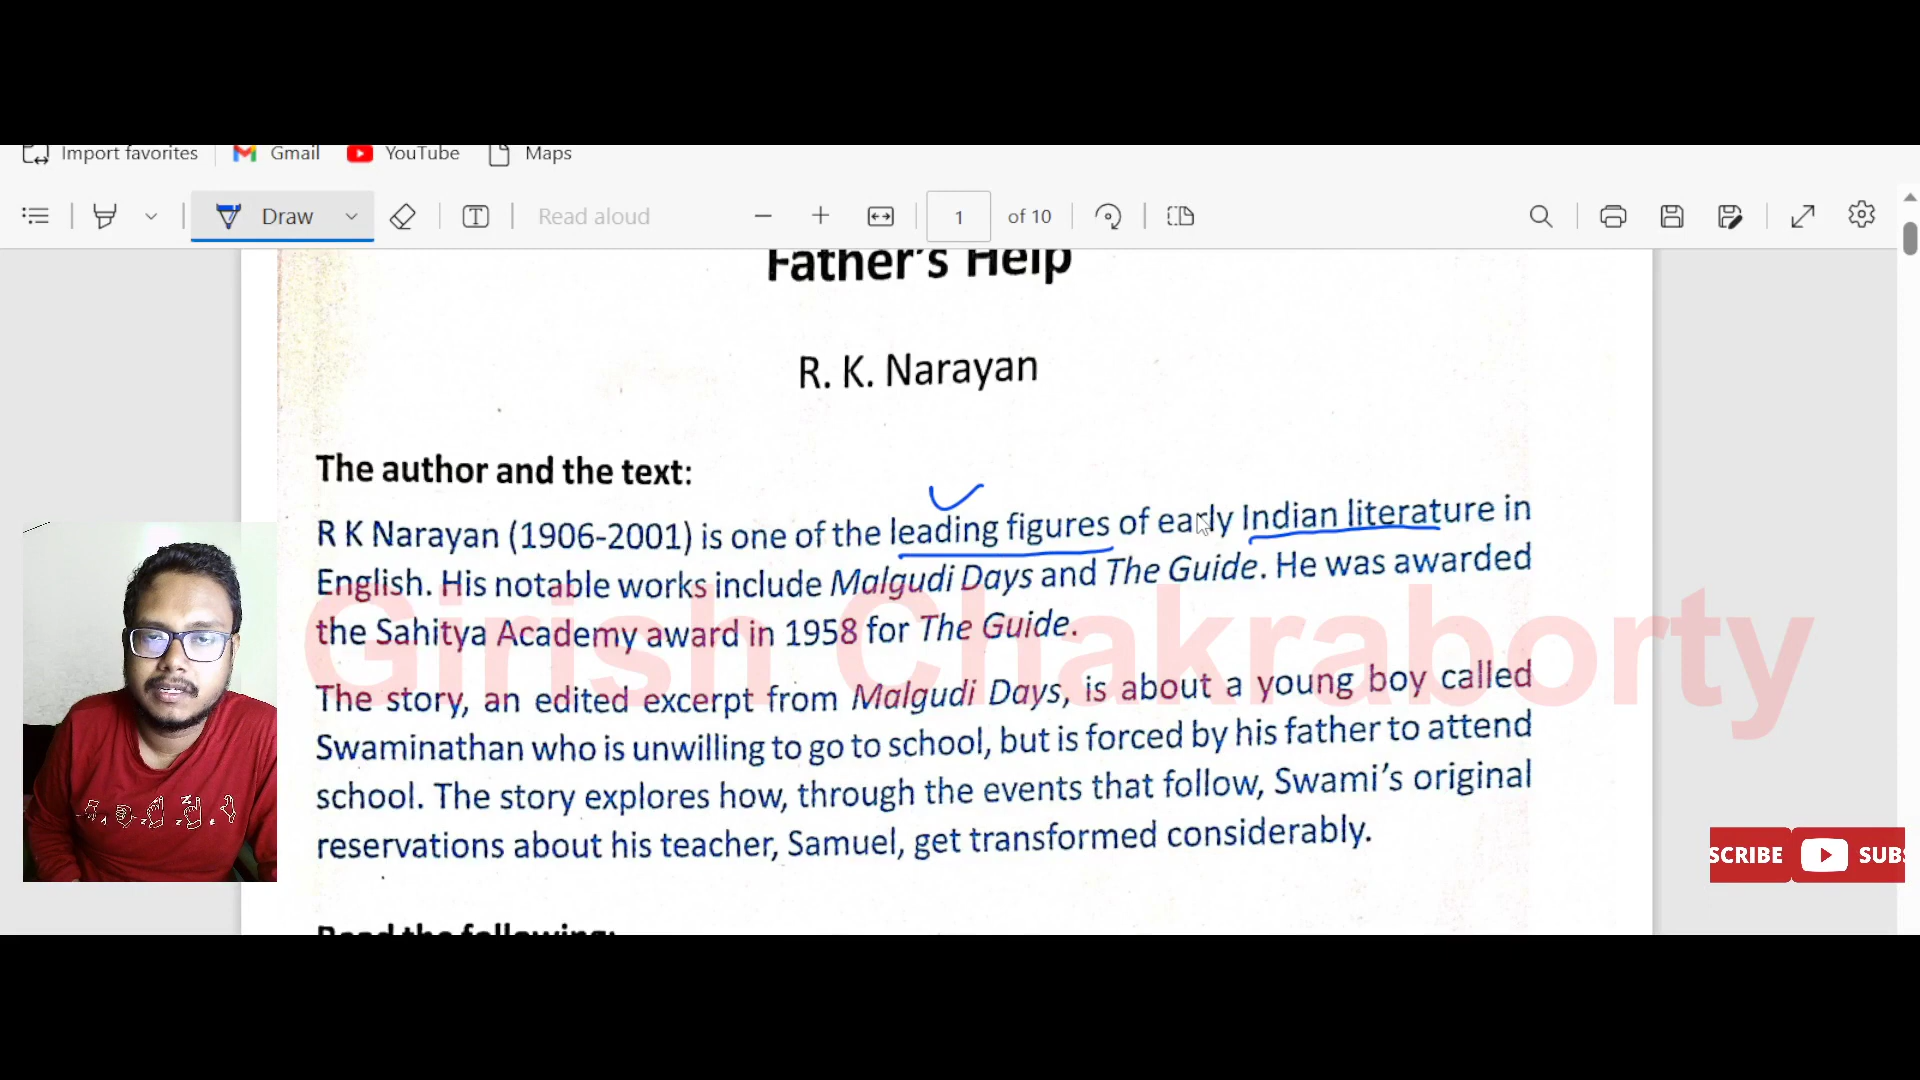 Import favorites Gmail YouTube Maps
Draw Read aloud 1 of 10
Father's Help
R. K. Narayan
The author and the text:
R K Narayan (1906-2001) is one of the leading figures of early Indian literature in
English. His notable works include Malgudi Days and The Guide. He was awarded
the Sahitya Academy award in 1958 for The Guide.
Girish Chakraborty
The story, an edited excerpt from Malgudi Days, is about a young boy called
Swaminathan who is unwilling to go to school, but is forced by his father to attend
school. The story explores how, through the events that follow, Swami's original
reservations about his teacher, Samuel, get transformed considerably.
SCRIBE SUBS
Read the following: